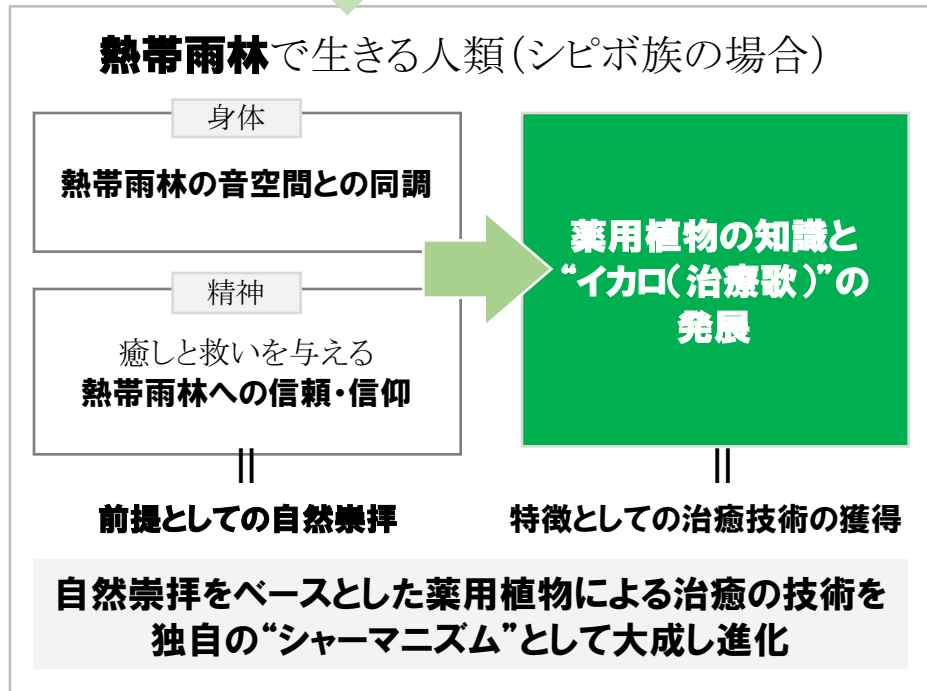 熱帯雨林で生きる人類(シピボ族の場合)
身体
熱帯雨林の音空間との同調
精神
癒しと救いを与える
熱帯雨林への信頼・信仰
薬用植物の知識と
“イカロ(治療歌)”の
発展
||
前提としての自然崇拝
||
特徴としての治癒技術の獲得
自然崇拝をベースとした薬用植物による治癒の技術を
独自の“シャーマニズム”として大成し進化